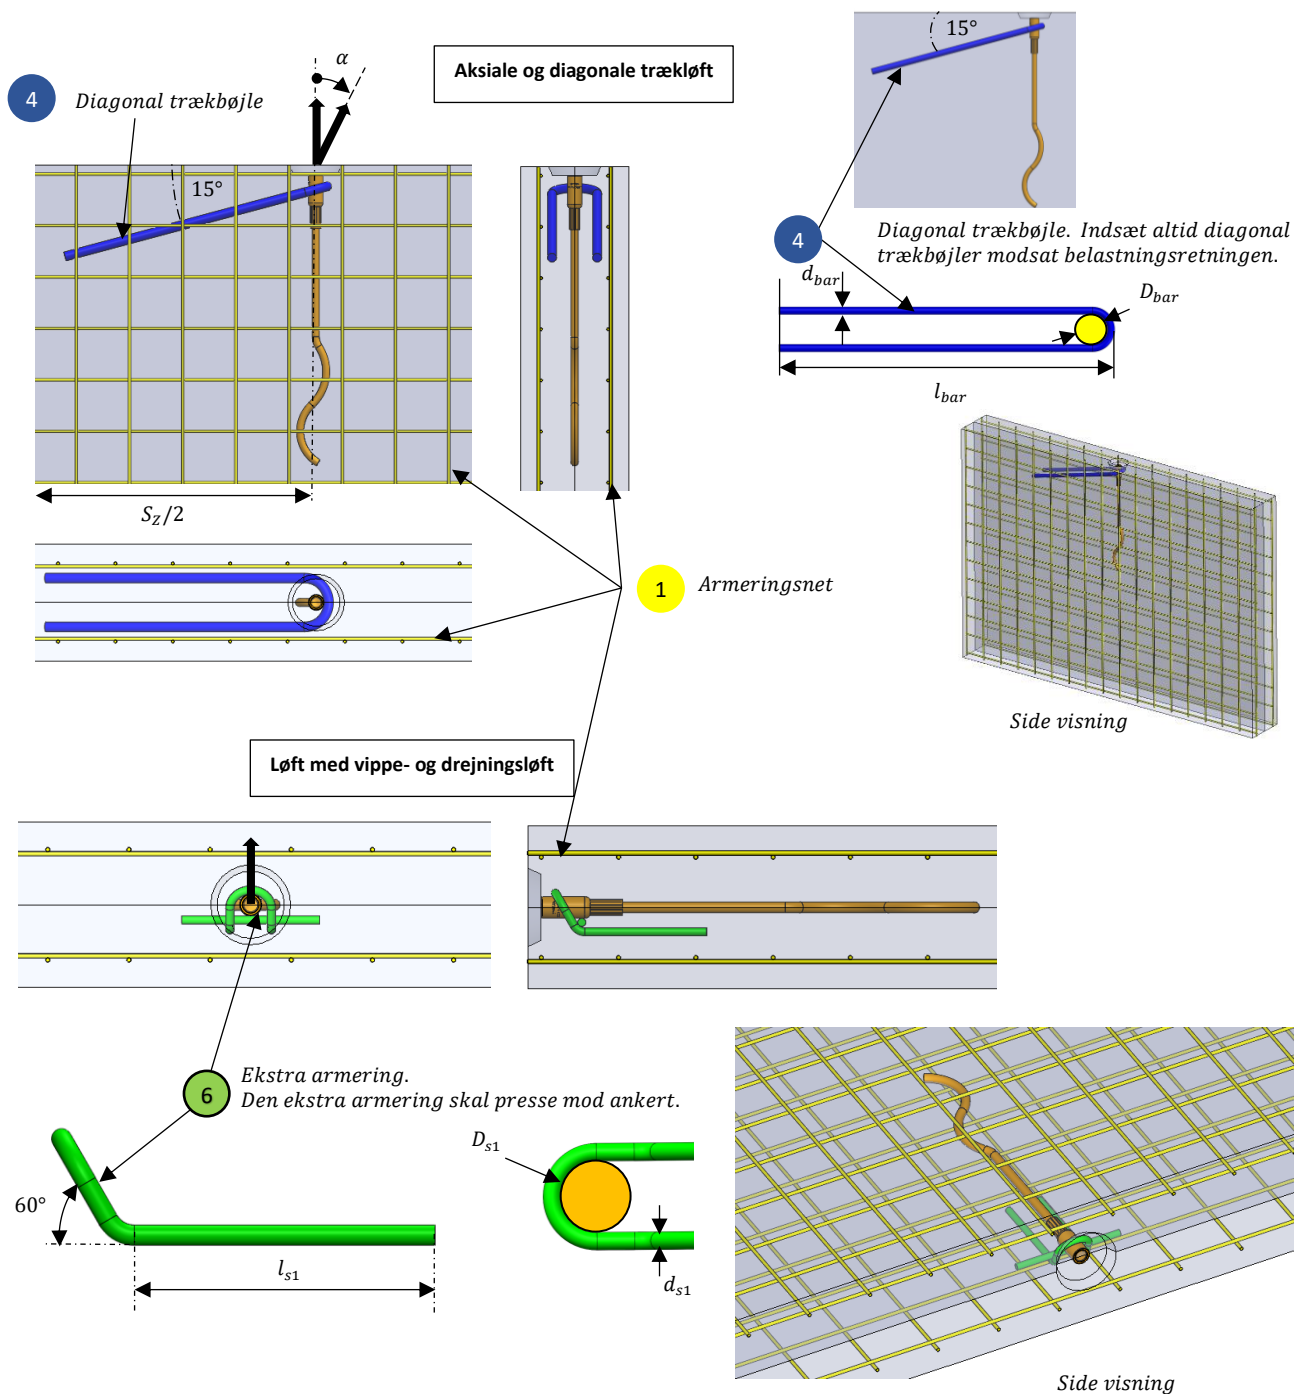 Aksiale og diagonale trækløft
α
4
Diagonal trækbøjle
15°
S_Z/2
15°
4
Diagonal trækbøjle. Indsæt altid diagonal
trækbøjler modsat belastningsretningen.
d_bar
D_bar
l_bar
1
Armeringsnet
Side visning
Løft med vippe- og drejningsløft
6
Ekstra armering.
Den ekstra armering skal presse mod ankert.
60°
l_s1
D_s1
d_s1
Side visning